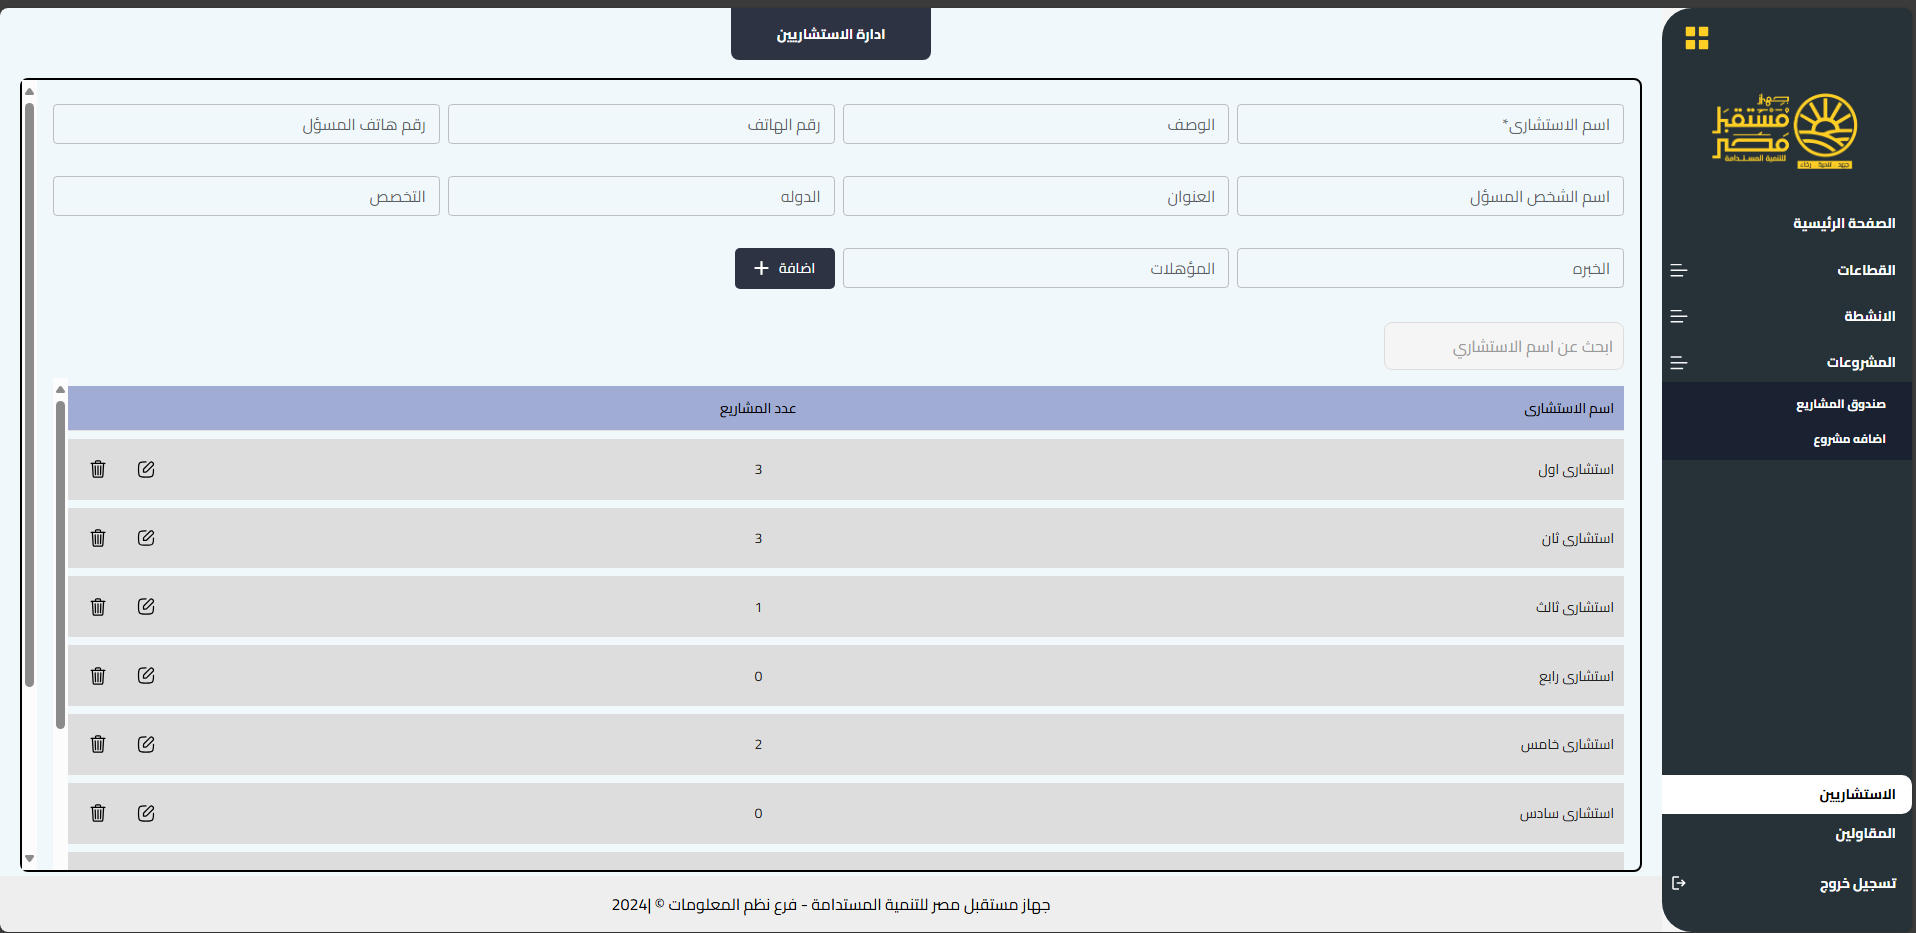 ادارة الاستشاريين
جهاز
مستقبل
مصر
للتنمية المستدامة
الصفحة الرئيسية
القطاعات
الانشطة
المشروعات
صندوق المشاريع
اضافه مشروع
الاستشاريين
المقاولين
تسجيل خروج
اسم الاستشارى* الوصف رقم الهاتف رقم هاتف المسؤل
اسم الشخص المسؤل العنوان الدوله التخصص
الخبره المؤهلات اضافة +
ابحث عن اسم الاستشاري
اسم الاستشارى عدد المشاريع
استشارى اول 3
استشارى ثان 3
استشارى ثالث 1
استشارى رابع 0
استشارى خامس 2
استشارى سادس 0
جهاز مستقبل مصر للتنمية المستدامة - فرع نظم المعلومات © |2024